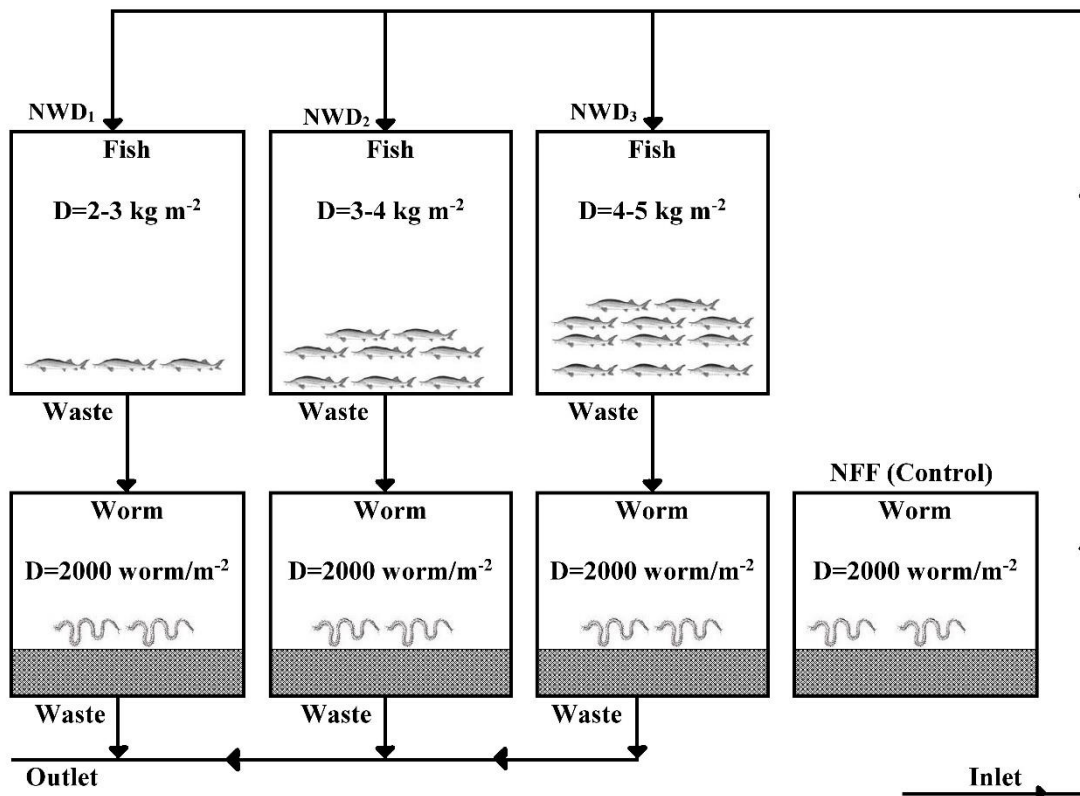 NWD₁
NWD₂
NWD₃
Fish
Fish
Fish
D=2-3 kg m⁻²
D=3-4 kg m⁻²
D=4-5 kg m⁻²
Waste
Waste
Waste
NFF (Control)
Worm
Worm
Worm
Worm
D=2000 worm/m⁻²
D=2000 worm/m⁻²
D=2000 worm/m⁻²
D=2000 worm/m⁻²
Waste
Waste
Waste
Outlet
Inlet